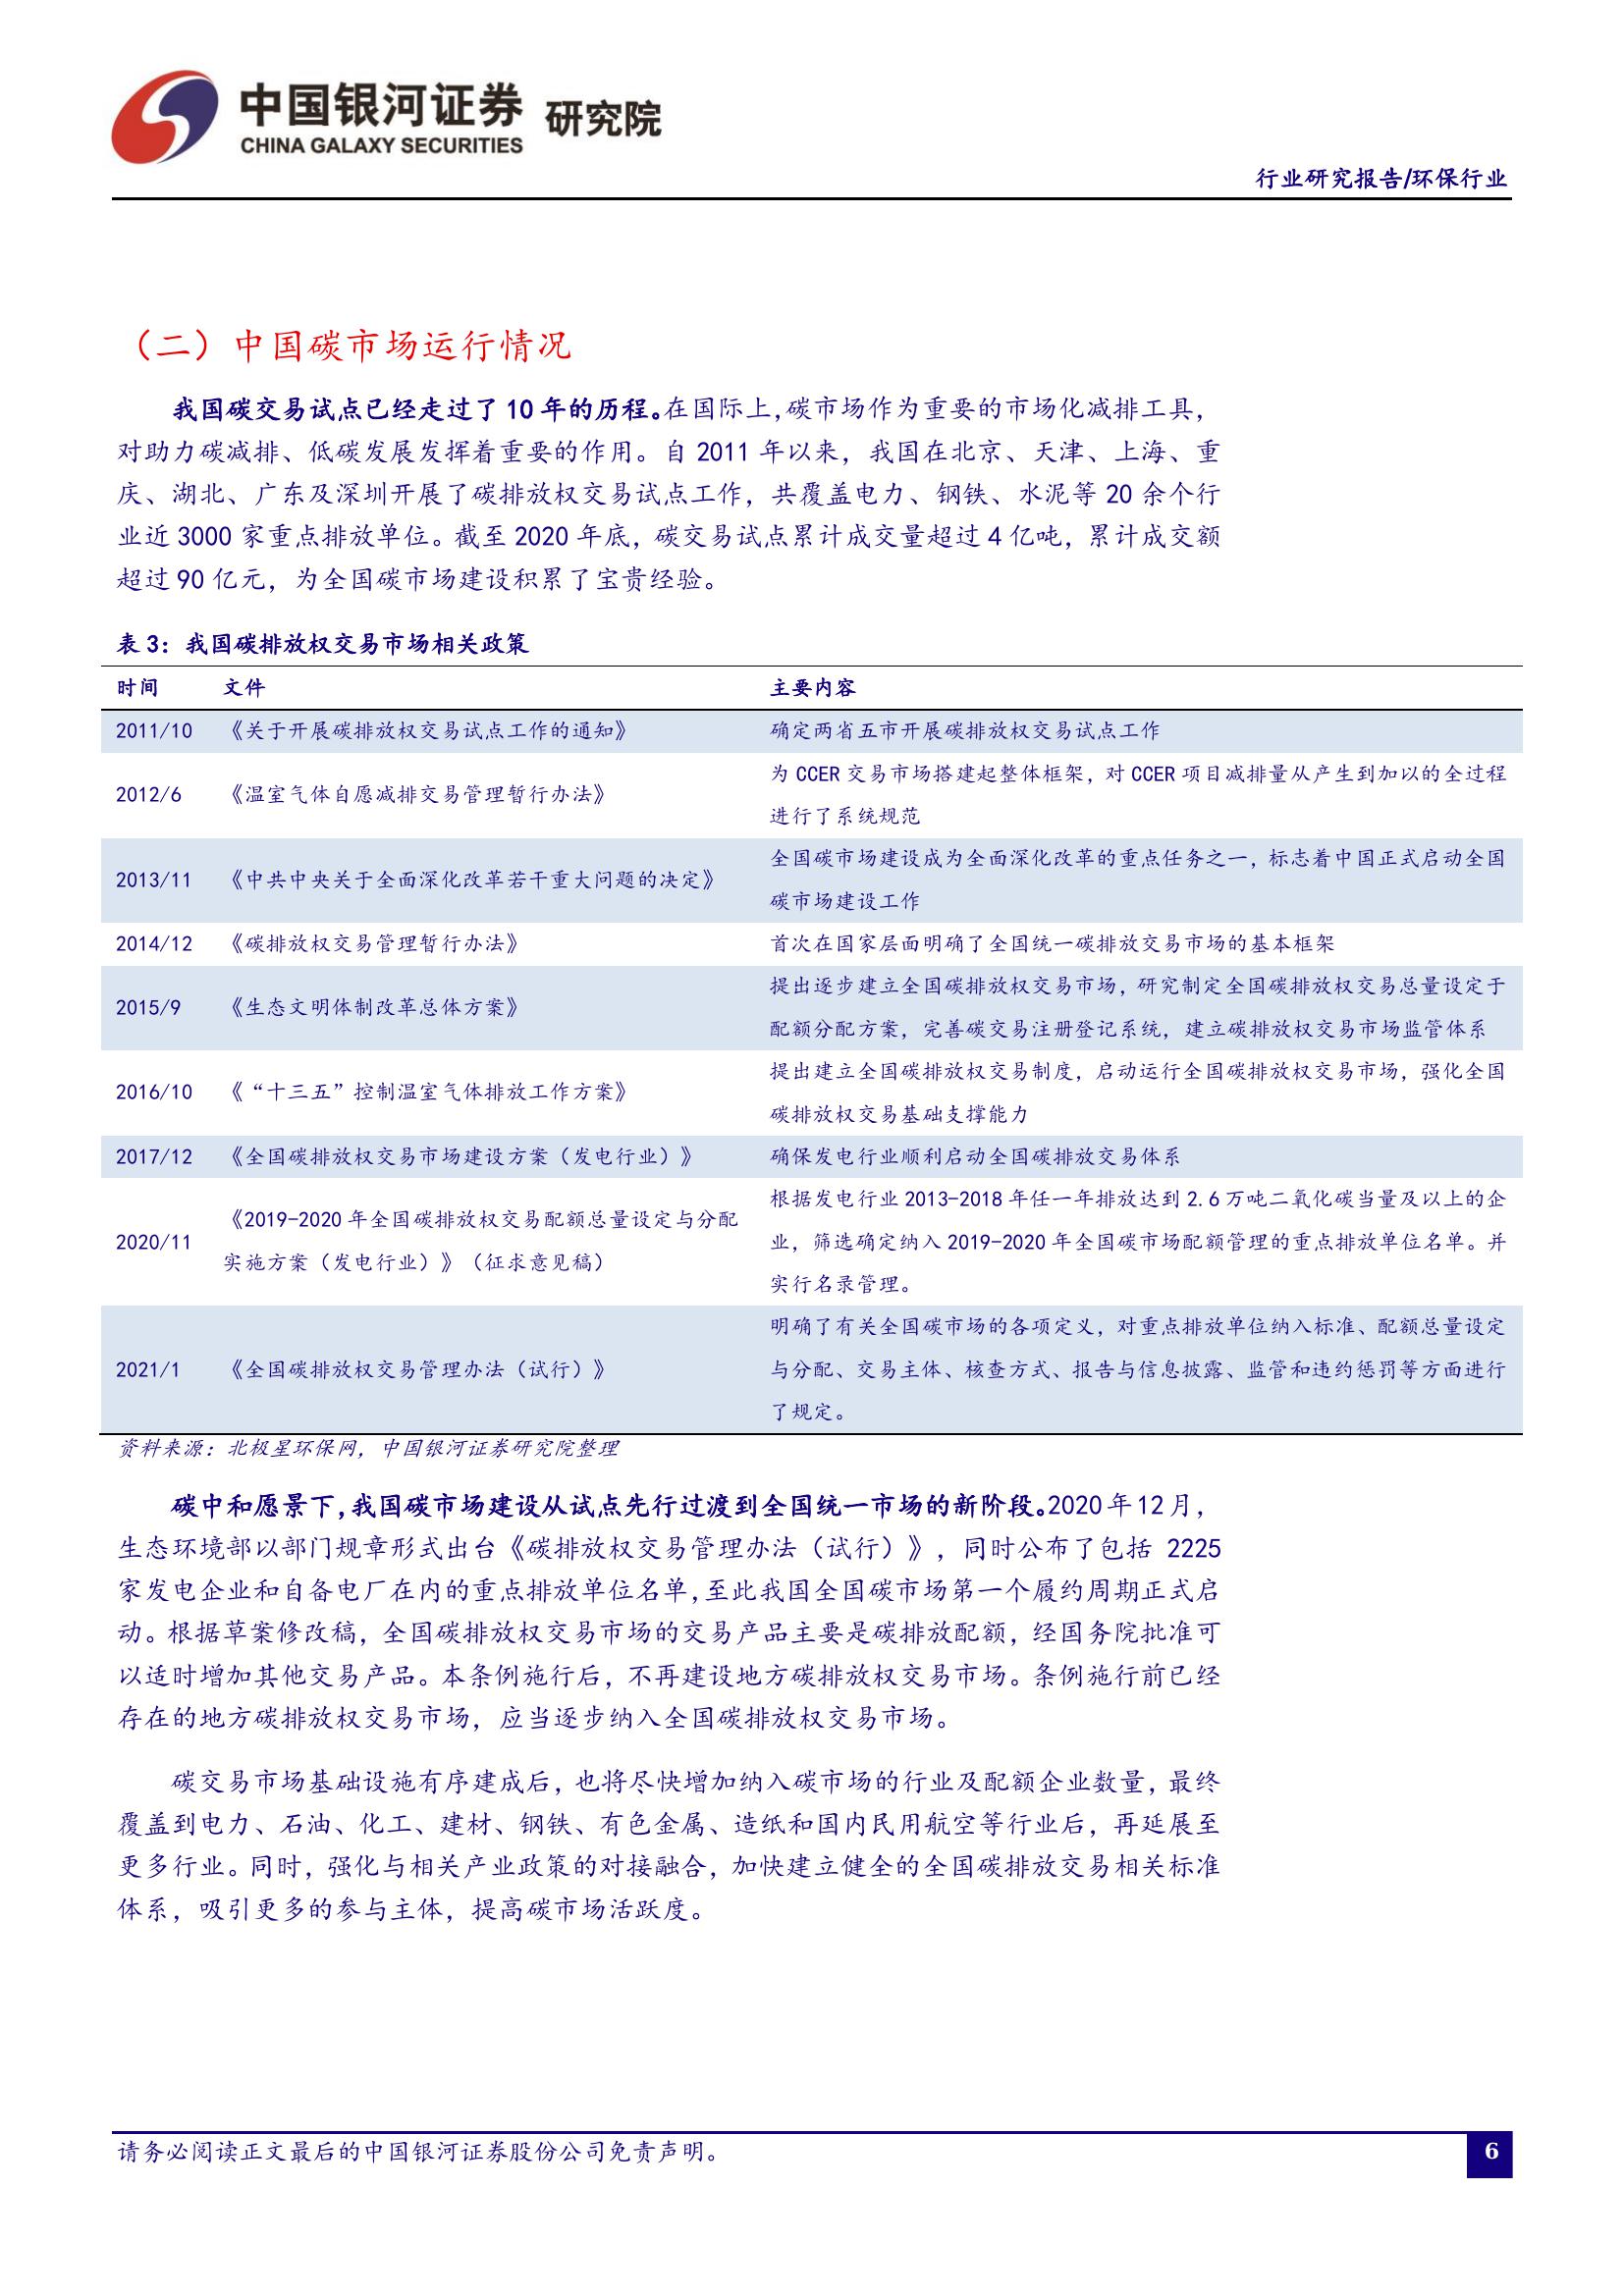 中国银河证券 研究院
CHINA GALAXY SECURITIES
行业研究报告/环保行业
（二）中国碳市场运行情况
我国碳交易试点已经走过了 10 年的历程。在国际上，碳市场作为重要的市场化减排工具，
对助力碳减排、低碳发展发挥着重要的作用。自 2011 年以来，我国在北京、天津、上海、重
庆、湖北、广东及深圳开展了碳排放权交易试点工作，共覆盖电力、钢铁、水泥等 20 余个行
业近 3000 家重点排放单位。截至 2020 年底，碳交易试点累计成交量超过 4 亿吨，累计成交额
超过 90 亿元，为全国碳市场建设积累了宝贵经验。
表 3：我国碳排放权交易市场相关政策
时间 文件 主要内容
2011/10 《关于开展碳排放权交易试点工作的通知》 确定两省五市开展碳排放权交易试点工作
2012/6 《温室气体自愿减排交易管理暂行办法》 为 CCER 交易市场搭建起整体框架，对 CCER 项目减排量从产生到加以的全过程
进行了系统规范
2013/11 《中共中央关于全面深化改革若干重大问题的决定》 全国碳市场建设成为全面深化改革的重点任务之一，标志着中国正式启动全国
碳市场建设工作
2014/12 《碳排放权交易管理暂行办法》 首次在国家层面明确了全国统一碳排放交易市场的基本框架
2015/9 《生态文明体制改革总体方案》 提出逐步建立全国碳排放权交易市场，研究制定全国碳排放权交易总量设定于
配额分配方案，完善碳交易注册登记系统，建立碳排放权交易市场监管体系
2016/10 《“十三五”控制温室气体排放工作方案》 提出建立全国碳排放权交易制度，启动运行全国碳排放权交易市场，强化全国
碳排放权交易基础支撑能力
2017/12 《全国碳排放权交易市场建设方案（发电行业）》 确保发电行业顺利启动全国碳排放交易体系
2020/11 《2019-2020 年全国碳排放权交易配额总量设定与分配
实施方案（发电行业）》（征求意见稿）
根据发电行业 2013-2018 年任一年排放达到 2.6 万吨二氧化碳当量及以上的企
业，筛选确定纳入 2019-2020 年全国碳市场配额管理的重点排放单位名单。并
实行名录管理。
2021/1 《全国碳排放权交易管理办法（试行）》 明确了有关全国碳市场的各项定义，对重点排放单位纳入标准、配额总量设定
与分配、交易主体、核查方式、报告与信息披露、监管和违约惩罚等方面进行
了规定。
资料来源：北极星环保网，中国银河证券研究院整理
碳中和愿景下，我国碳市场建设从试点先行过渡到全国统一市场的新阶段。2020 年 12 月，
生态环境部以部门规章形式出台《碳排放权交易管理办法（试行）》，同时公布了包括 2225
家发电企业和自备电厂在内的重点排放单位名单，至此我国全国碳市场第一个履约周期正式启
动。根据草案修改稿，全国碳排放权交易市场的交易产品主要是碳排放配额，经国务院批准可
以适时增加其他交易产品。本条例施行后，不再建设地方碳排放权交易市场。条例施行前已经
存在的地方碳排放权交易市场，应当逐步纳入全国碳排放权交易市场。
碳交易市场基础设施有序建成后，也将尽快增加纳入碳市场的行业及配额企业数量，最终
覆盖到电力、石油、化工、建材、钢铁、有色金属、造纸和国内民用航空等行业后，再延展至
更多行业。同时，强化与相关产业政策的对接融合，加快建立健全的全国碳排放交易相关标准
体系，吸引更多的参与主体，提高碳市场活跃度。
请务必阅读正文最后的中国银河证券股份公司免责声明。
6